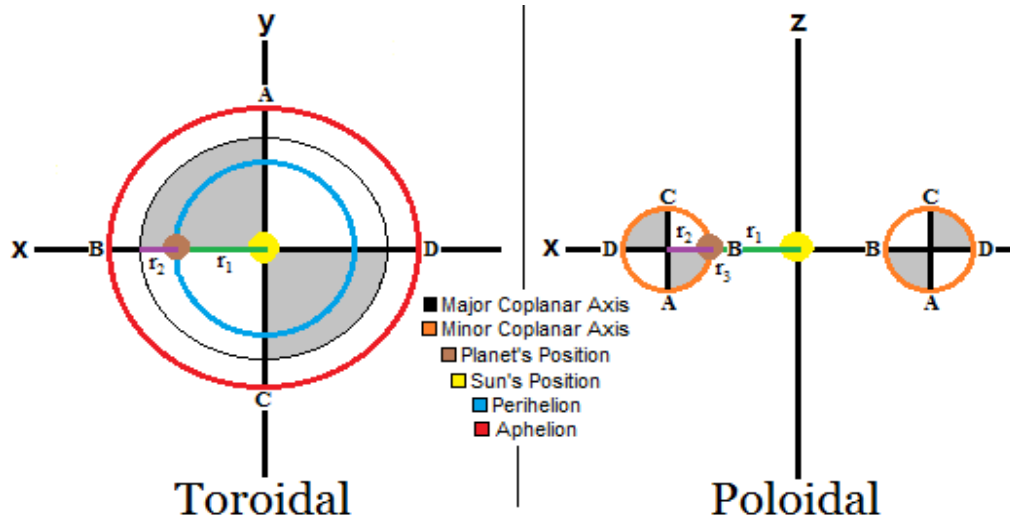 y
A
x
B
r2
r1
D
C
Toroidal
z
C
C
r2
r1
x
D
B
B
D
r3
A
A
Major Coplanar Axis
Minor Coplanar Axis
Planet's Position
Sun's Position
Perihelion
Aphelion
Poloidal